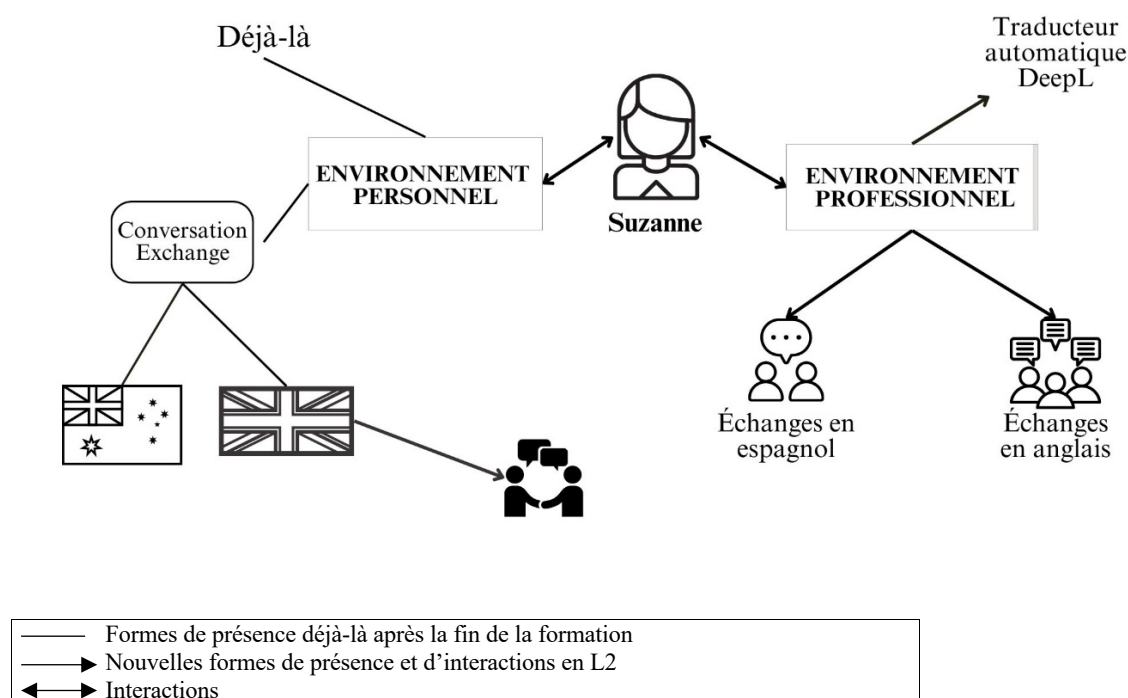 Déjà-là
Traducteur
automatique
DeepL
ENVIRONNEMENT
PERSONNEL
ENVIRONNEMENT
PROFESSIONNEL
Suzanne
Conversation
Exchange
Échanges en
espagnol
Échanges
en anglais
Formes de présence déjà-là après la fin de la formation
Nouvelles formes de présence et d’interactions en L2
Interactions